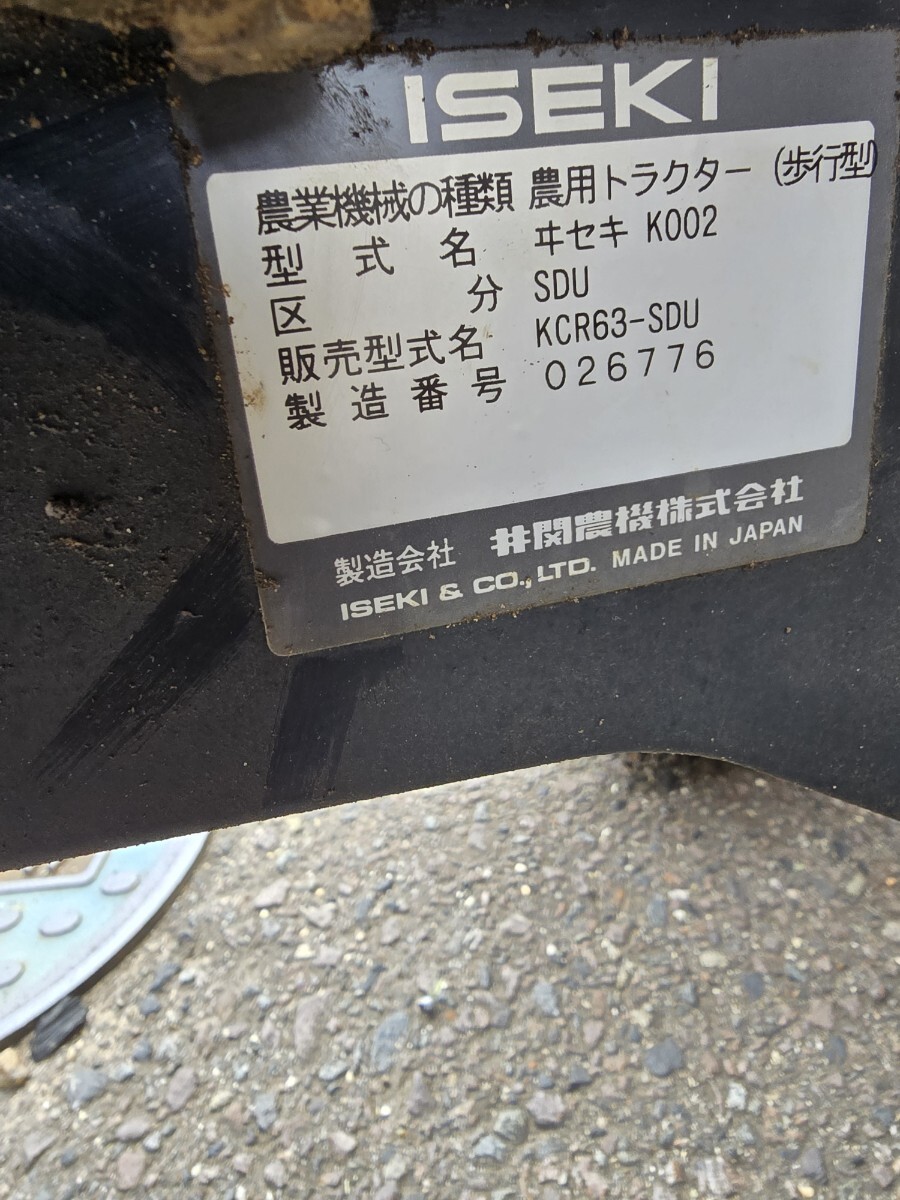 ISEKI
農業機械の種類 農用トラクター (歩行型)
型式名 ヰセキ K002
区分 SDU
販売型式名 KCR63-SDU
製造番号 026776
製造会社 井関農機株式会社
ISEKI & CO., LTD. MADE IN JAPAN